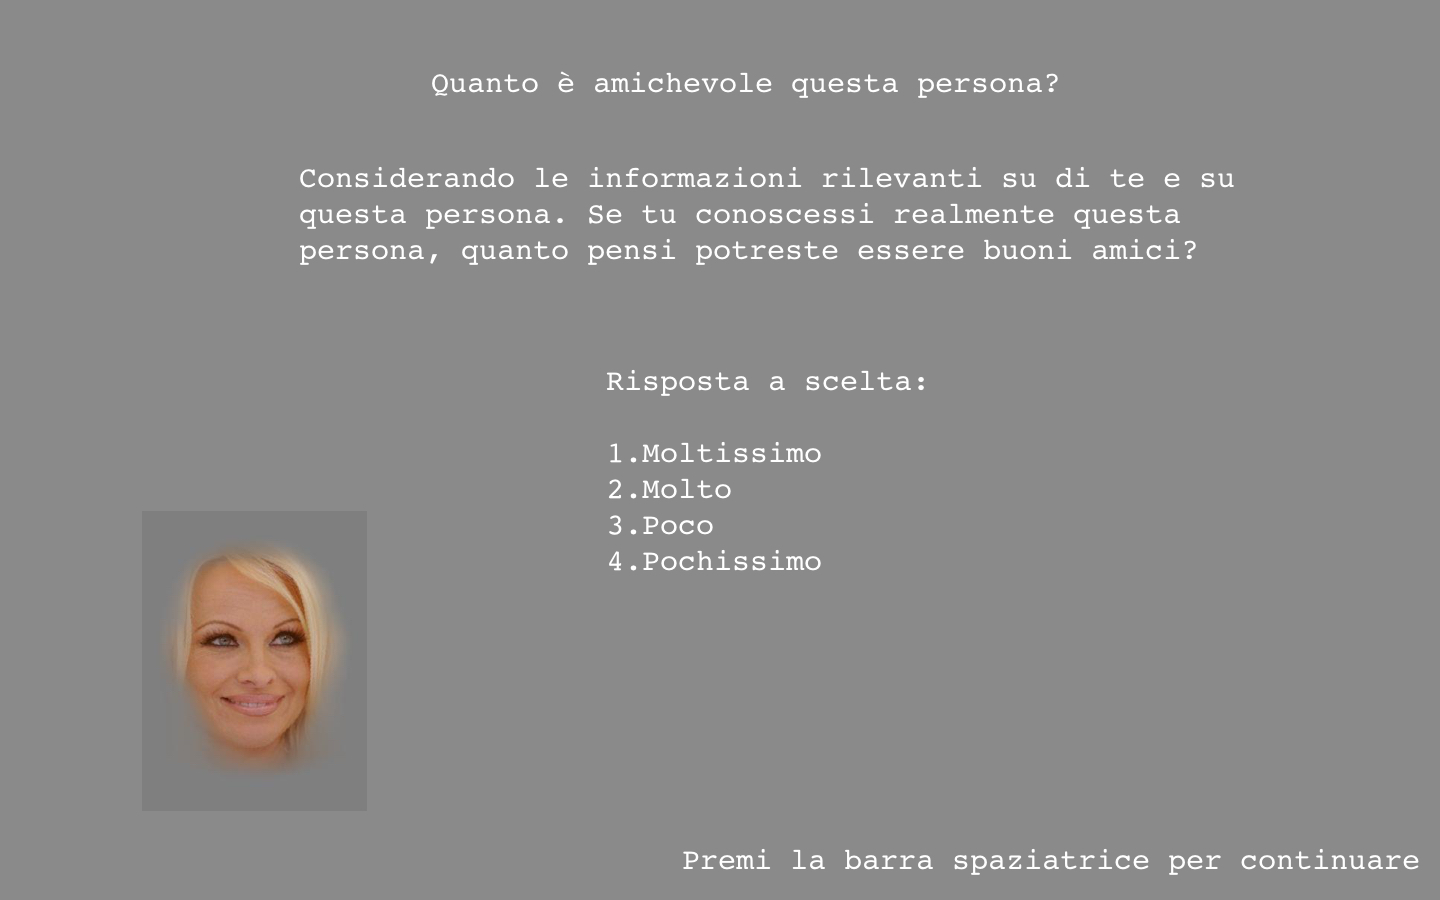 Quanto è amichevole questa persona?
Considerando le informazioni rilevanti su di te e su
questa persona. Se tu conoscessi realmente questa
persona, quanto pensi potreste essere buoni amici?
Risposta a scelta:
1.Moltissimo
2.Molto
3.Poco
4.Pochissimo
Premi la barra spaziatrice per continuare